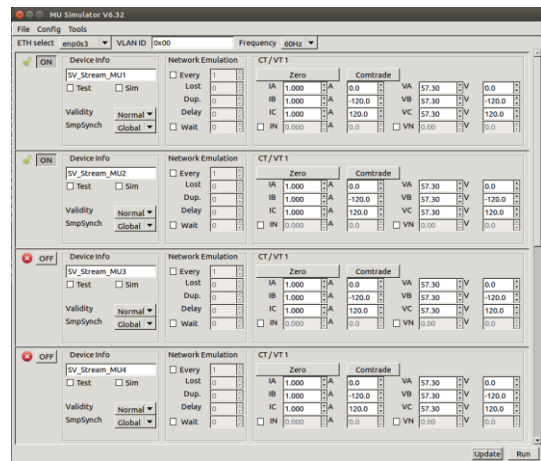 MU Simulator V6.32
File Config Tools
ETH select enp0s3 VLAN ID 0x00 Frequency 60Hz
ON Device Info Network Emulation CT/VT 1
SV_Stream_MU1 Every 1 Zero Comtrade
Test Sim Lost 0 IA 1.000 A 0.0 VA 57.30 V 0.0
Dup. 0 IB 1.000 -120.0 VB 57.30 -120.0
Validity Normal Delay 0 IC 1.000 120.0 VC 57.30 120.0
SmpSynch Global Wait 0 IN 0.000 A 0.0 VN 0.00 V 0.0
ON Device Info Network Emulation CT/VT 1
SV_Stream_MU2 Every 1 Zero Comtrade
Test Sim Lost 0 IA 1.000 A 0.0 VA 57.30 V 0.0
Dup. 0 IB 1.000 -120.0 VB 57.30 -120.0
Validity Normal Delay 0 IC 1.000 120.0 VC 57.30 120.0
SmpSynch Global Wait 0 IN 0.000 A 0.0 VN 0.00 V 0.0
OFF Device Info Network Emulation CT/VT 1
SV_Stream_MU3 Every 1 Zero Comtrade
Test Sim Lost 0 IA 1.000 A 0.0 VA 57.30 V 0.0
Dup. 0 IB 1.000 -120.0 VB 57.30 -120.0
Validity Normal Delay 0 IC 1.000 120.0 VC 57.30 120.0
SmpSynch Global Wait 0 IN 0.000 A 0.0 VN 0.00 V 0.0
OFF Device Info Network Emulation CT/VT 1
SV_Stream_MU4 Every 1 Zero Comtrade
Test Sim Lost 0 IA 1.000 A 0.0 VA 57.30 V 0.0
Dup. 0 IB 1.000 -120.0 VB 57.30 -120.0
Validity Normal Delay 0 IC 1.000 120.0 VC 57.30 120.0
SmpSynch Global Wait 0 IN 0.000 A 0.0 VN 0.00 V 0.0
Update Run